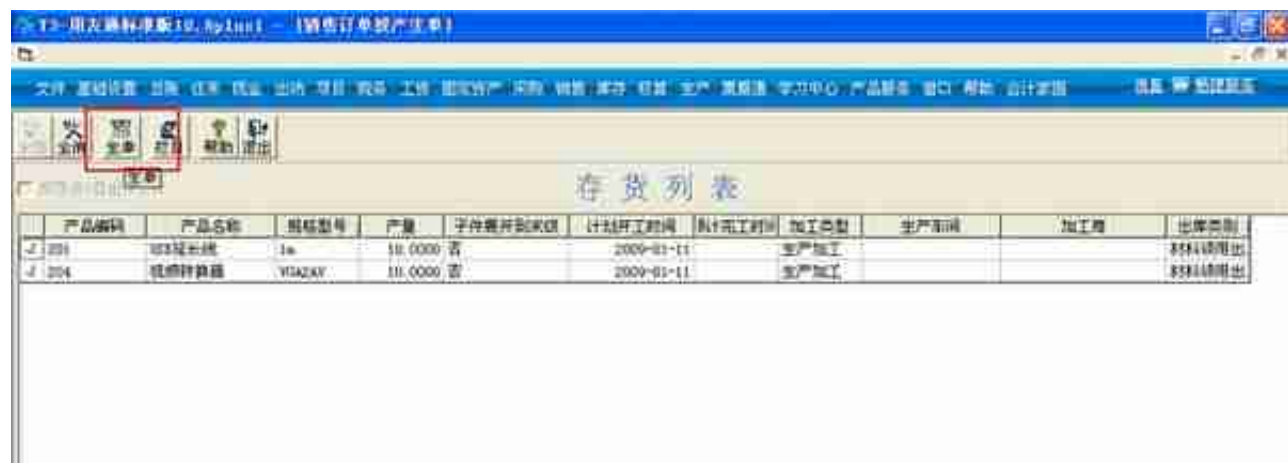 T3-用友通标准版10.8plus1 - [销售订单投产生单]
文件 基础设置 总账 往来 现金 出纳 项目 税务 工资 固定资产 采购 销售 库存 核算 生产 票据通 学习中心 产品服务 窗口 帮助 会计家园
全消 生单 栏目 帮助 退出
生单
存 货 列 表
产品编码 产品名称 规格型号 产量 子件展开到末级 计划开工时间 预计完工时间 加工类型 生产车间 加工商 出库类别
USB延长线 1m 10.0000 否 2009-01-11 生产加工 材料领用出
204 视频转换器 VGA2AV 10.0000 否 2009-01-11 生产加工 材料领用出